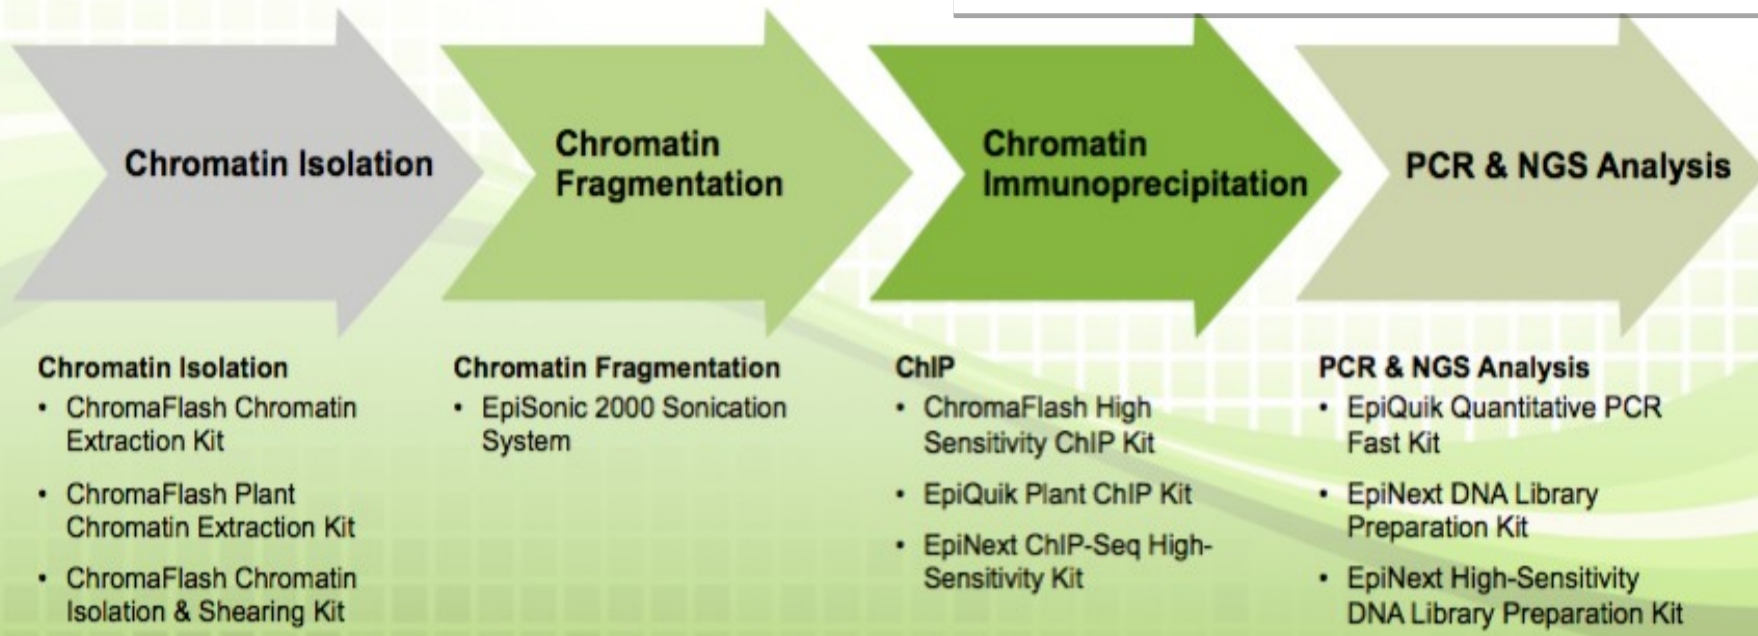 Chromatin Isolation
Chromatin
Fragmentation
Chromatin
Immunoprecipitation
PCR & NGS Analysis
Chromatin Isolation
• ChromaFlash Chromatin
Extraction Kit
• ChromaFlash Plant
Chromatin Extraction Kit
• ChromaFlash Chromatin
Isolation & Shearing Kit
Chromatin Fragmentation
• EpiSonic 2000 Sonication
System
ChIP
• ChromaFlash High
Sensitivity ChIP Kit
• EpiQuik Plant ChIP Kit
• EpiNext ChIP-Seq High-
Sensitivity Kit
PCR & NGS Analysis
• EpiQuik Quantitative PCR
Fast Kit
• EpiNext DNA Library
Preparation Kit
• EpiNext High-Sensitivity
DNA Library Preparation Kit